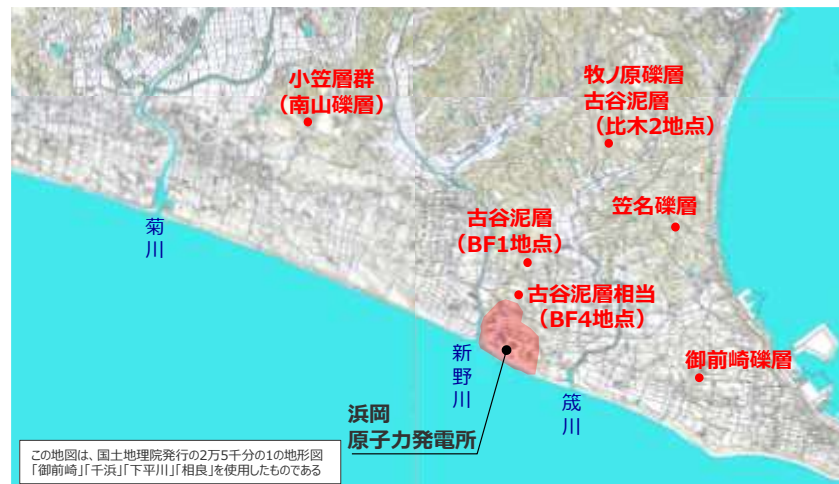 小笠層群
（南山礫層）
牧ノ原礫層
古谷泥層
（比木2地点）
笠名礫層
菊川
古谷泥層
（BF1地点）
古谷泥層相当
（BF4地点）
新野川
筬川
御前崎礫層
浜岡
原子力発電所
この地図は、国土地理院発行の2万5千分の1の地形図
「御前崎」「千浜」「下平川」「相良」を使用したものである